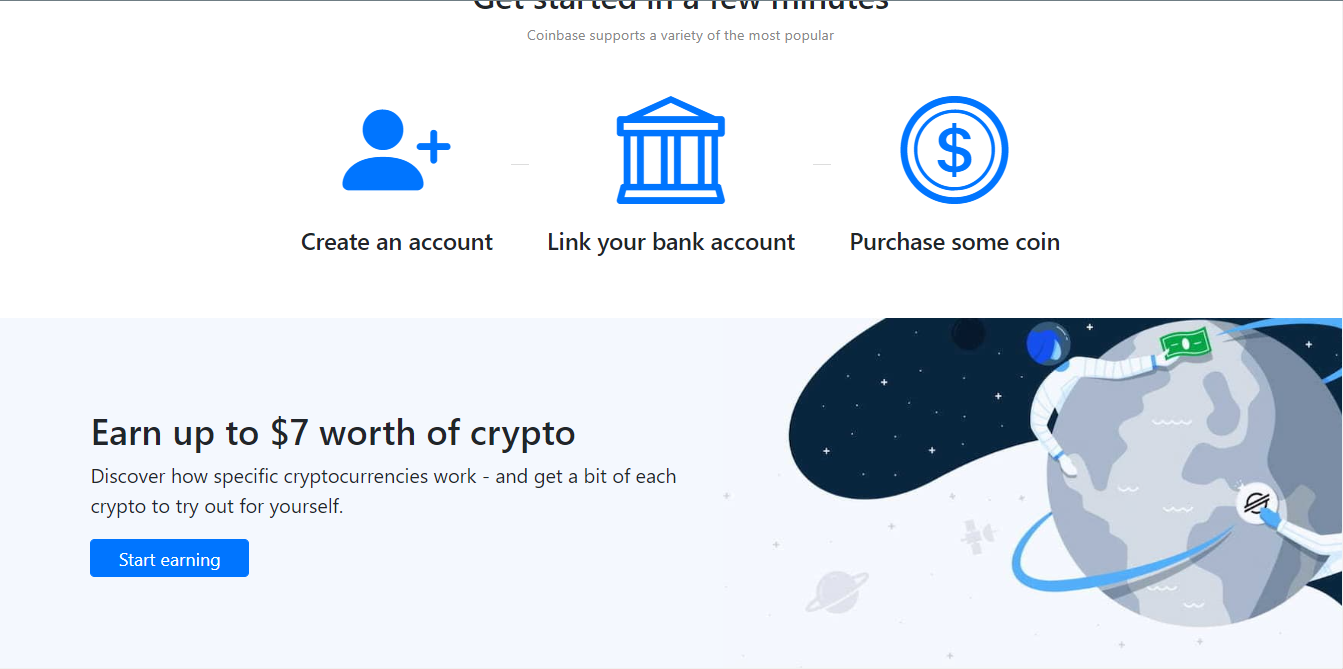 Get started in a few minutes
Coinbase supports a variety of the most popular
Create an account
Link your bank account
Purchase some coin
Earn up to $7 worth of crypto
Discover how specific cryptocurrencies work - and get a bit of each
crypto to try out for yourself.
Start earning